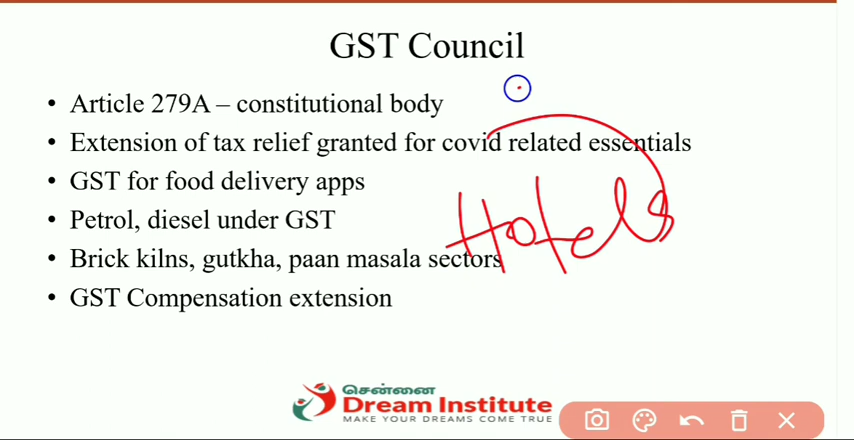 GST Council
• Article 279A – constitutional body
• Extension of tax relief granted for covid related essentials
• GST for food delivery apps
• Petrol, diesel under GST
Hotels
• Brick kilns, gutkha, paan masala sectors
• GST Compensation extension
சென்னை
Dream Institute
MAKE YOUR DREAMS COME TRUE